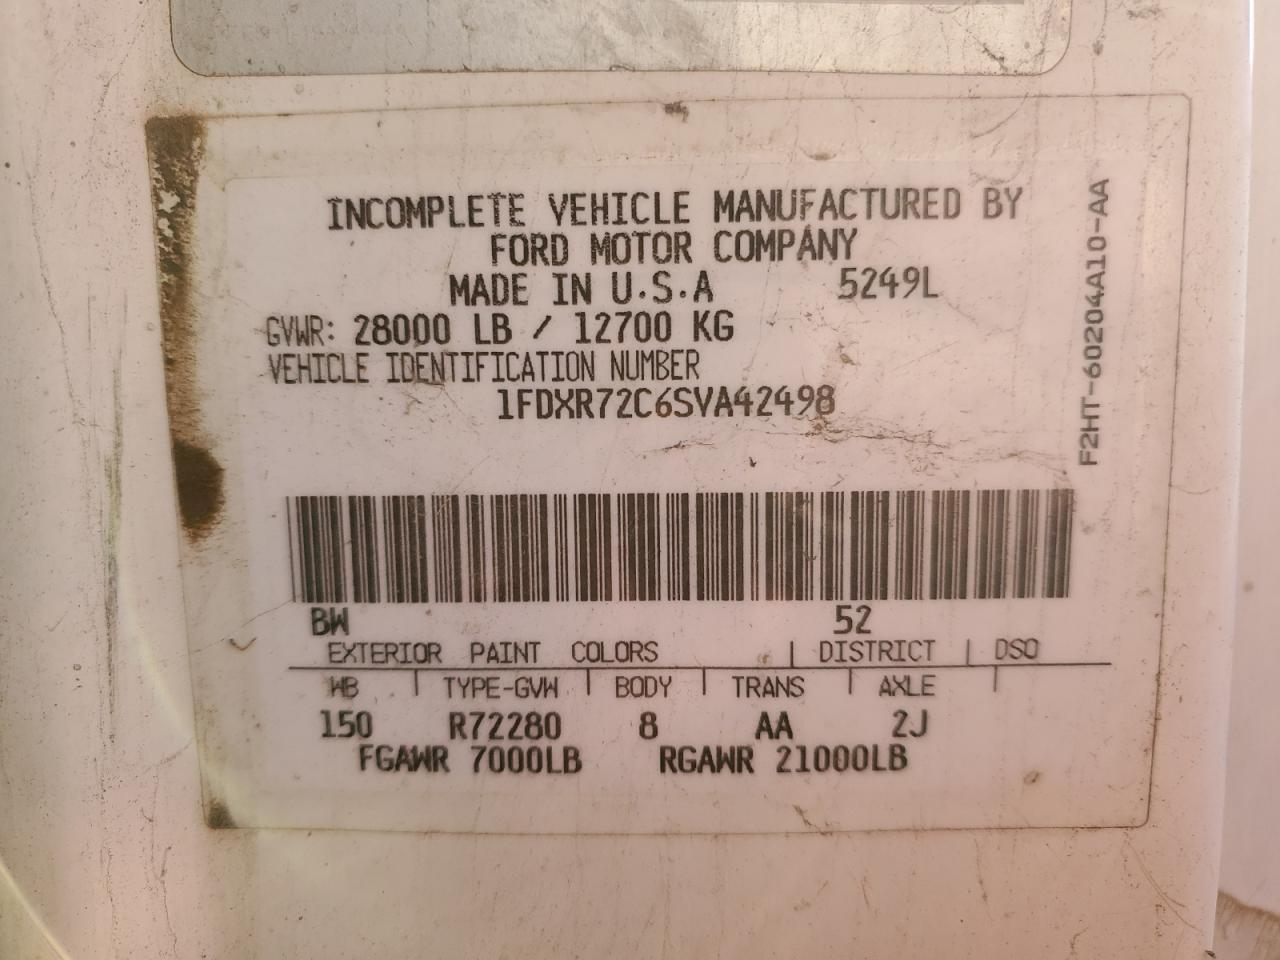 INCOMPLETE VEHICLE MANUFACTURED BY
FORD MOTOR COMPANY
MADE IN U.S.A 5249L
GVWR: 28000 LB / 12700 KG
VEHICLE IDENTIFICATION NUMBER
1FDXR72C6SVA42498
F2HT-60204A10-AA
BW 52
EXTERIOR PAINT COLORS | DISTRICT | DSO
WB | TYPE-GVW | BODY | TRANS | AXLE |
150 R72280 8 AA 2J
FGAWR 7000LB RGAWR 21000LB